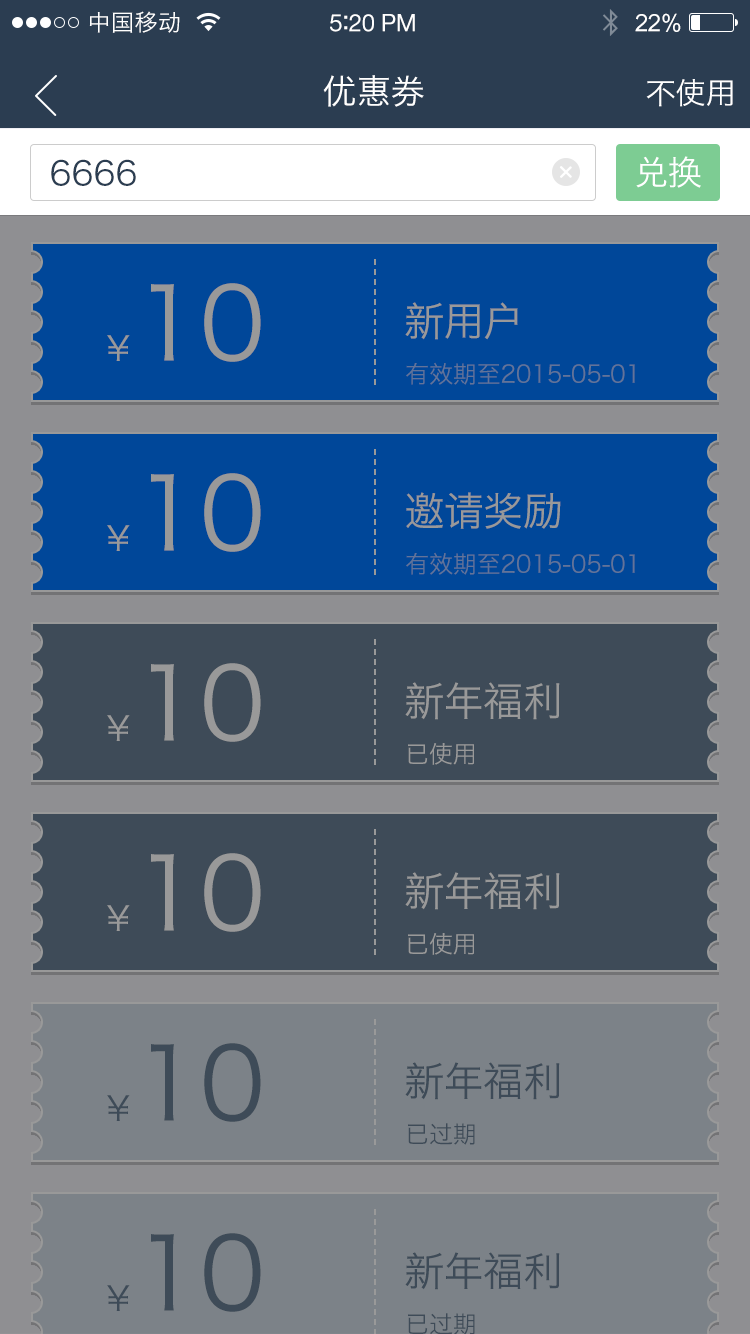 中国移动 5:20 PM 22%
优惠券 不使用
6666 兑换
¥10 新用户
有效期至2015-05-01
¥10 邀请奖励
有效期至2015-05-01
¥10 新年福利
已使用
¥10 新年福利
已使用
¥10 新年福利
已过期
¥10 新年福利
已过期